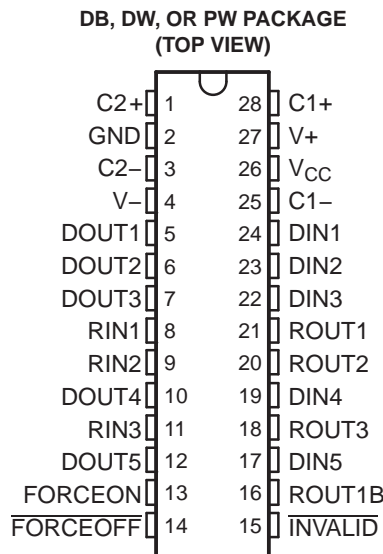 DB, DW, OR PW PACKAGE
(TOP VIEW)
C2+ 1 28 C1+
GND 2 27 V+
C2− 3 26 VCC
V− 4 25 C1−
DOUT1 5 24 DIN1
DOUT2 6 23 DIN2
DOUT3 7 22 DIN3
RIN1 8 21 ROUT1
RIN2 9 20 ROUT2
DOUT4 10 19 DIN4
RIN3 11 18 ROUT3
DOUT5 12 17 DIN5
FORCEON 13 16 ROUT1B
FORCEOFF 14 15 INVALID